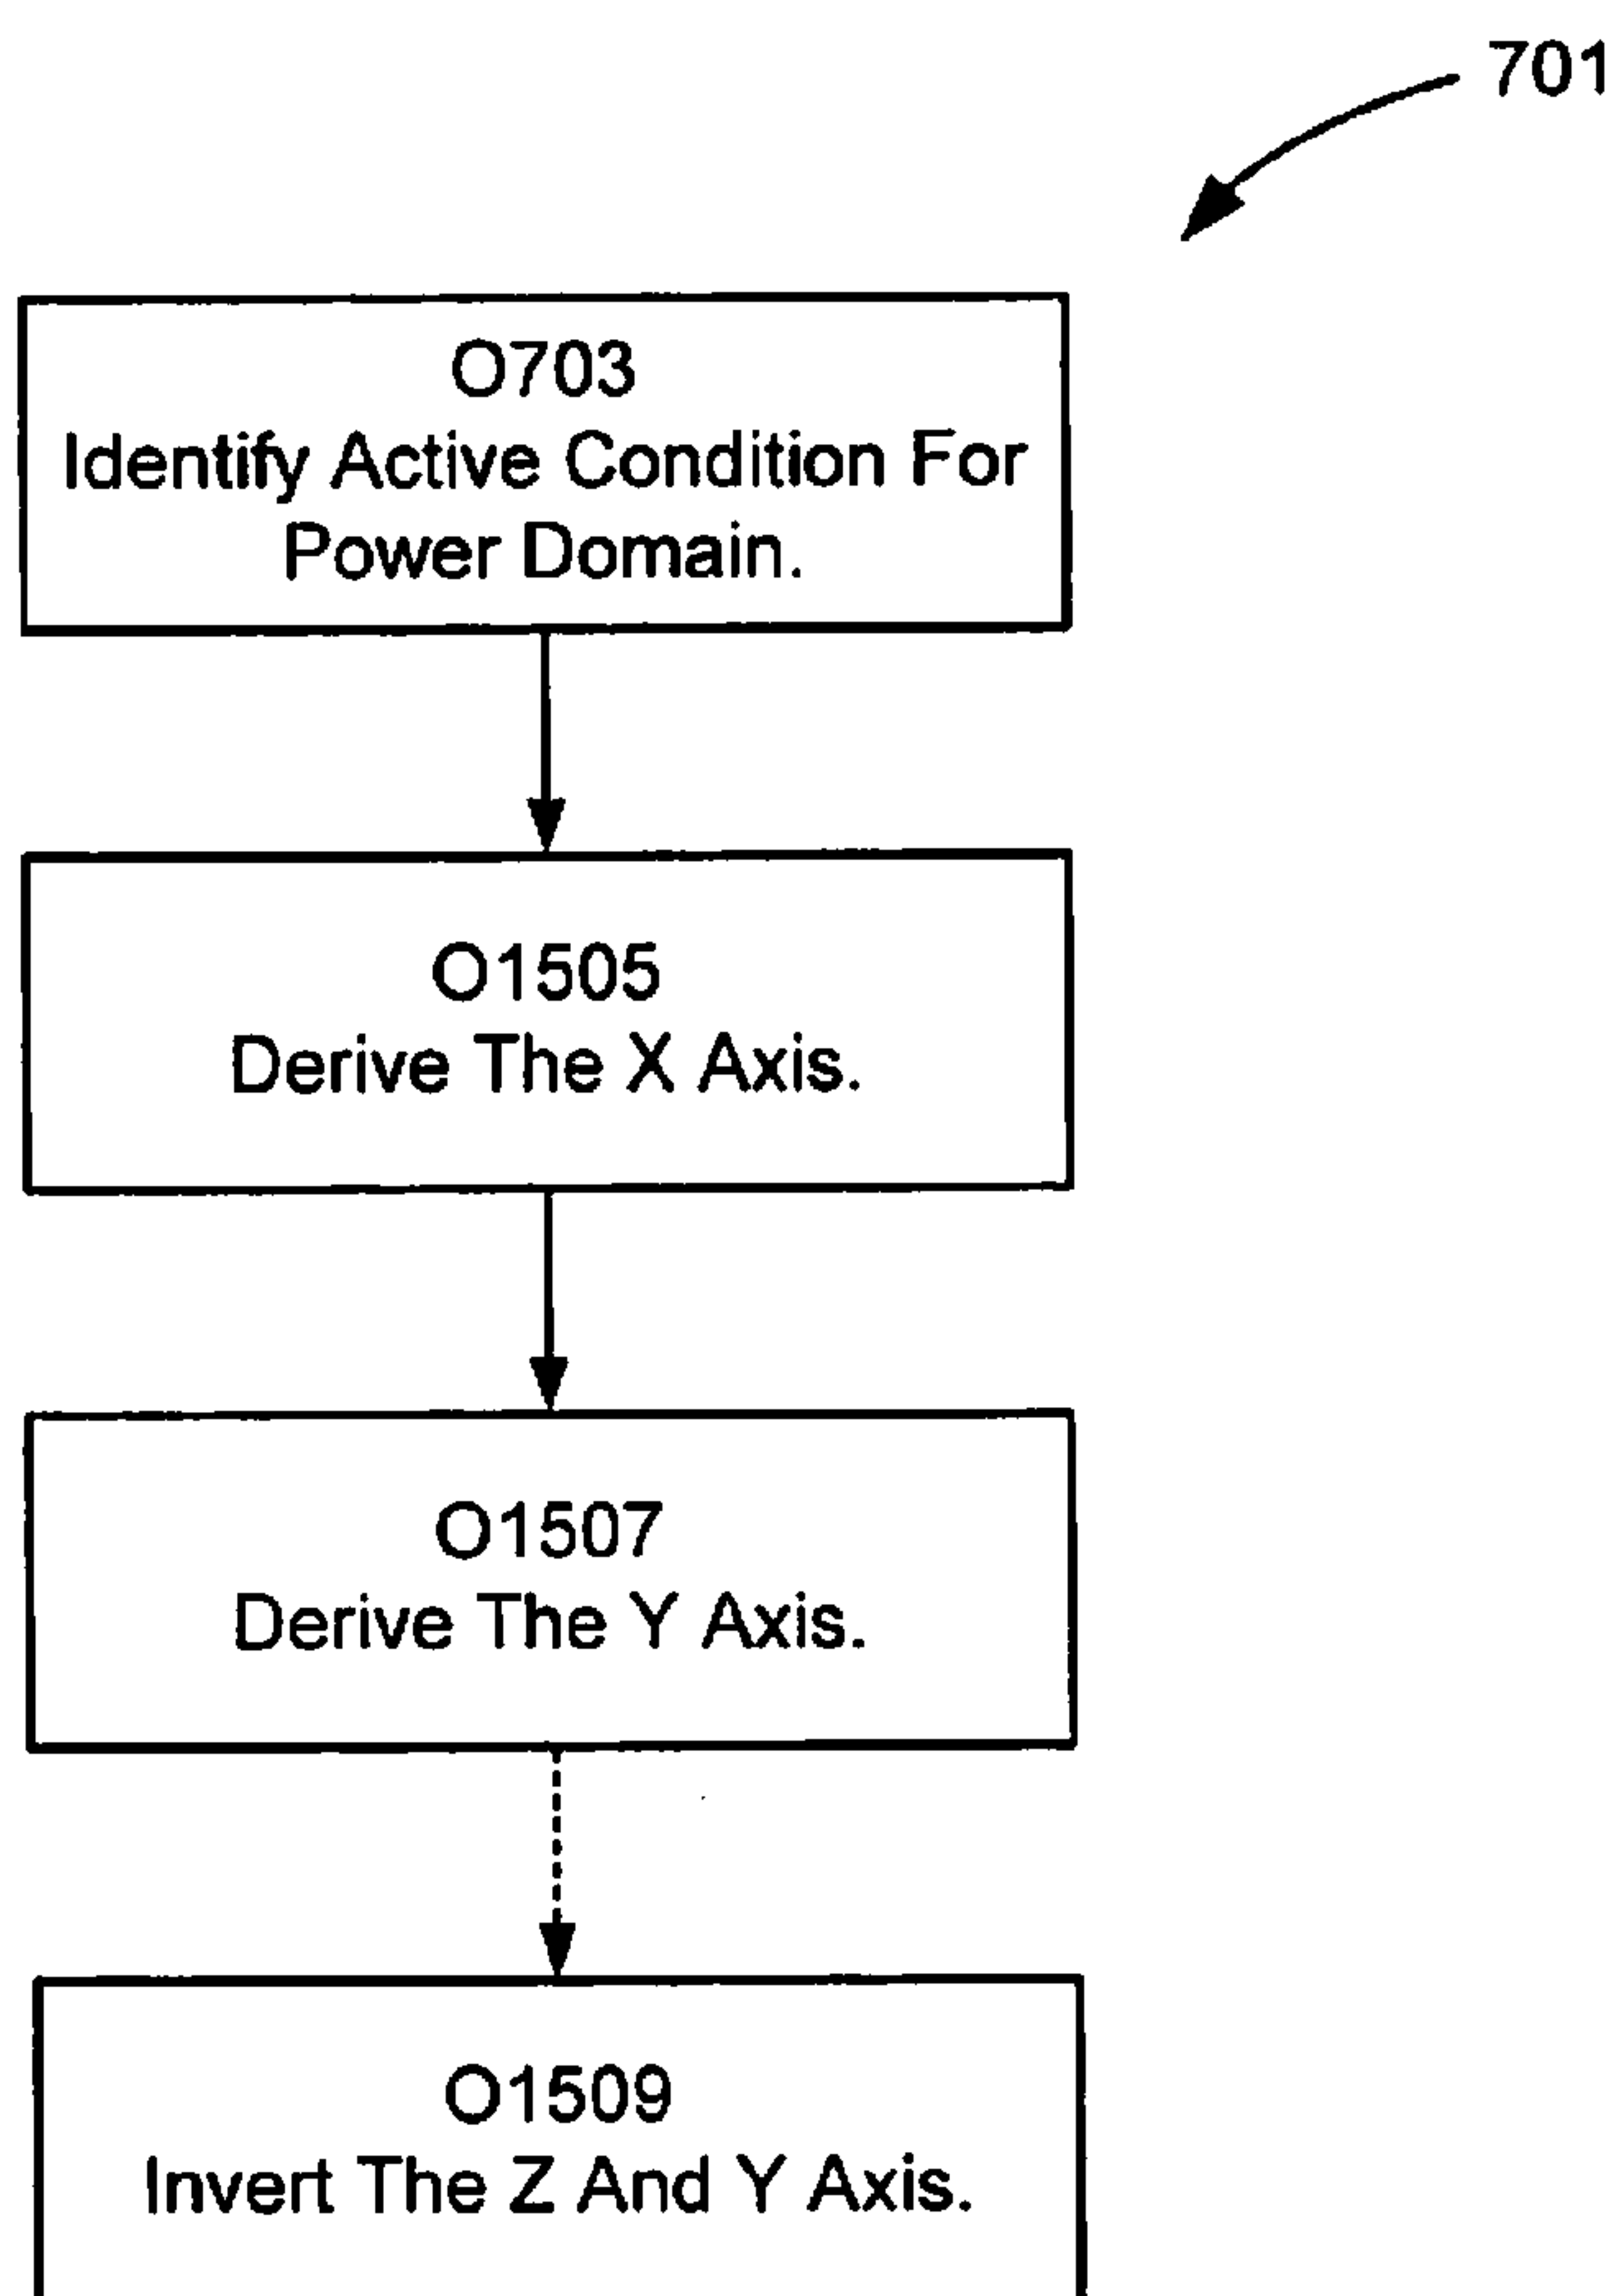 701
O703
Identify Active Condition For
Power Domain.
O1505
Derive The X Axis.
O1507
Derive The Y Axis.
O1509
Invert The Z And Y Axis.